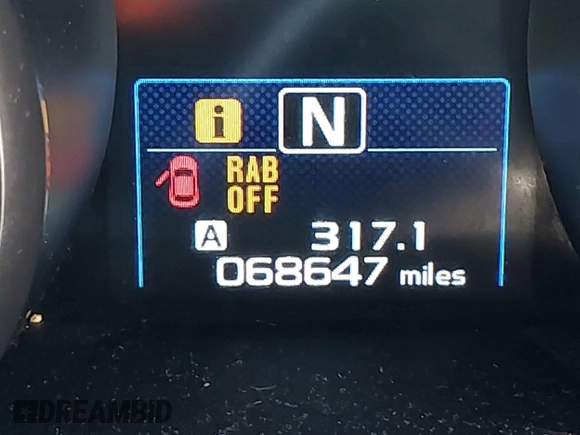 i N
RAB
OFF
A 317.1
068647 miles
DREAMBID